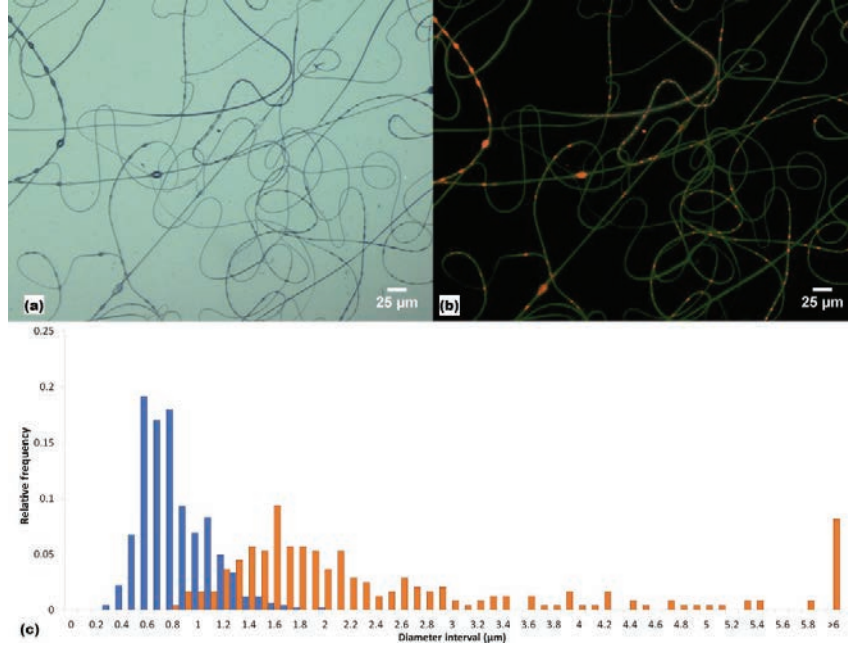 (a)
25 µm
(b)
25 µm
0.25
0.2
0.15
0.1
0.05
0
Relative frequency
0 0.2 0.4 0.6 0.8 1 1.2 1.4 1.6 1.8 2 2.2 2.4 2.6 2.8 3 3.2 3.4 3.6 3.8 4 4.2 4.4 4.6 4.8 5 5.2 5.4 5.6 5.8 >6
Diameter interval (µm)
(c)